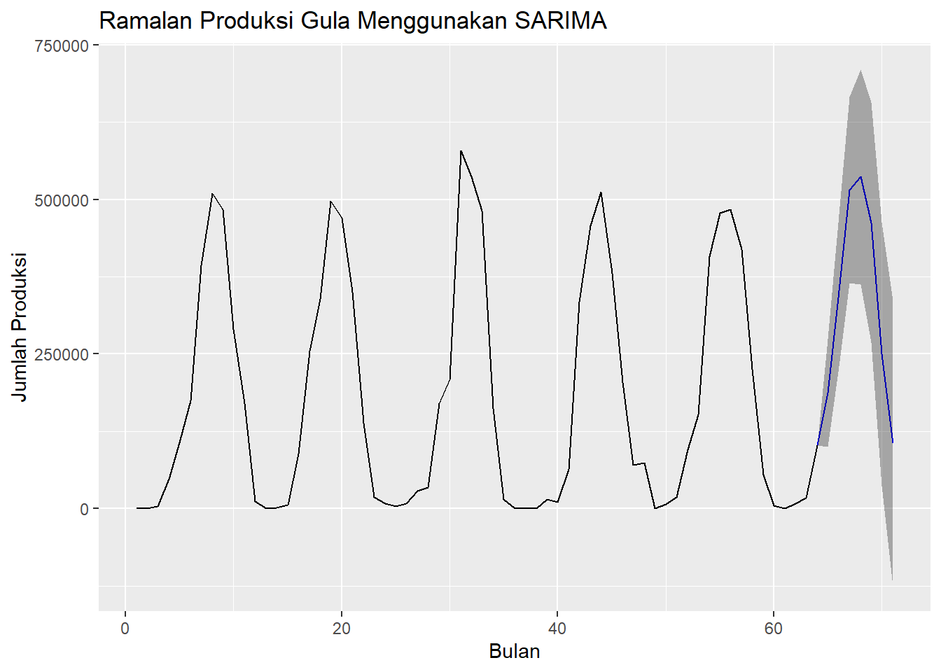 Ramalan Produksi Gula Menggunakan SARIMA
750000
500000
250000
0
Jumlah Produksi
0 20 40 60
Bulan